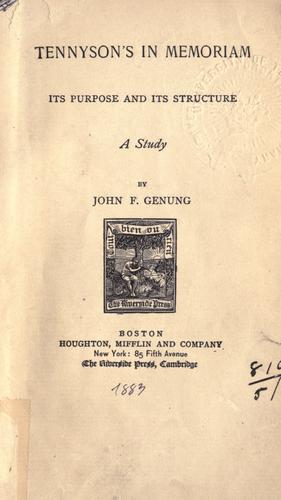 TENNYSON'S IN MEMORIAM
ITS PURPOSE AND ITS STRUCTURE
A Study
BY
JOHN F. GENUNG
Tout bien ou rien
The Riverside Press
BOSTON
HOUGHTON, MIFFLIN AND COMPANY
New York: 85 Fifth Avenue
The Riverside Press, Cambridge
1883